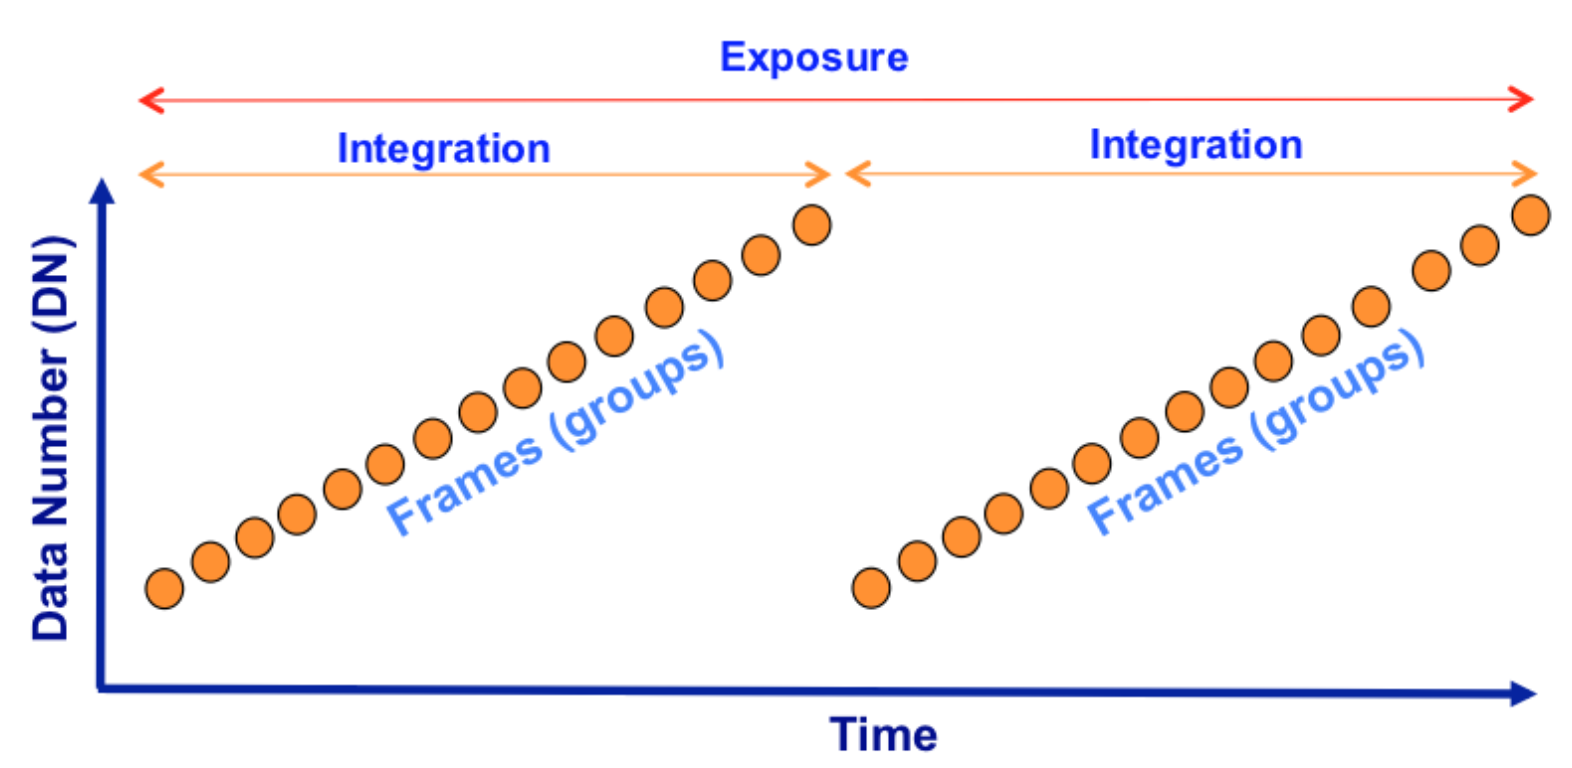 Exposure
Integration
Integration
Data Number (DN)
Frames (groups)
Frames (groups)
Time